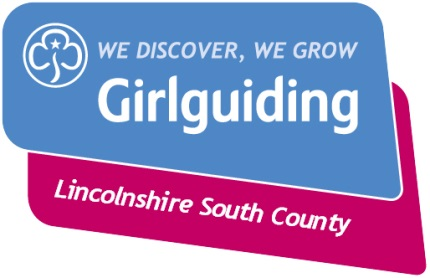 WE DISCOVER, WE GROW
Girlguiding
Lincolnshire South County